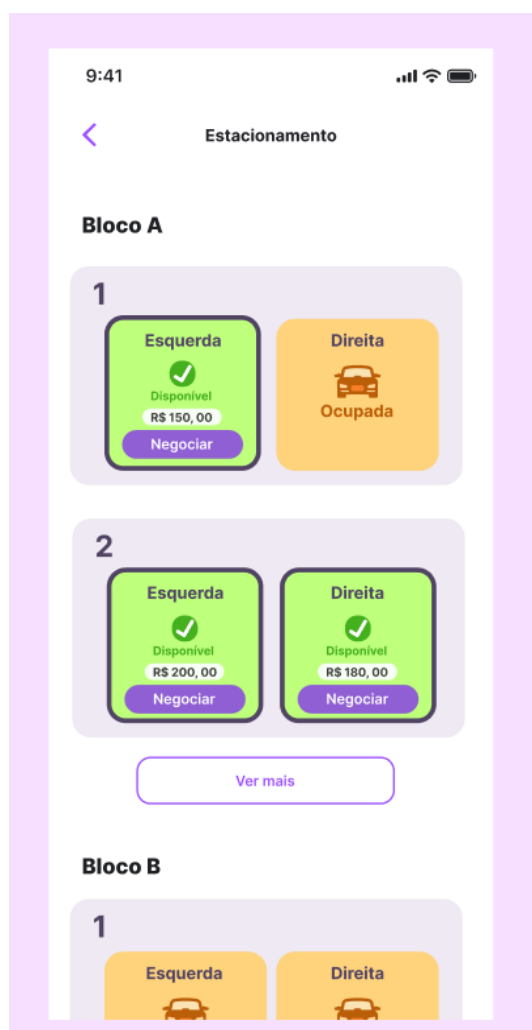 9:41
Estacionamento
Bloco A
1
Esquerda
Disponível
R$ 150, 00
Negociar
Direita
Ocupada
2
Esquerda
Disponível
R$ 200, 00
Negociar
Direita
Disponível
R$ 180, 00
Negociar
Ver mais
Bloco B
1
Esquerda
Direita